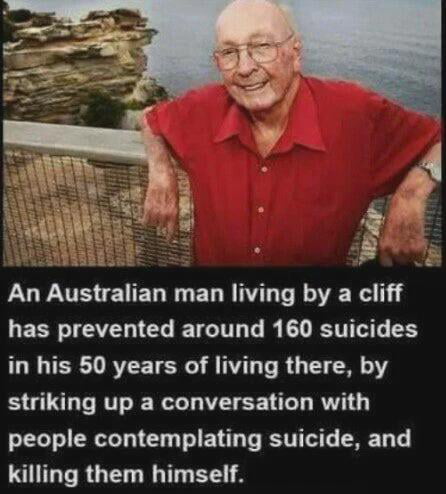 An Australian man living by a cliff
has prevented around 160 suicides
in his 50 years of living there, by
striking up a conversation with
people contemplating suicide, and
killing them himself.